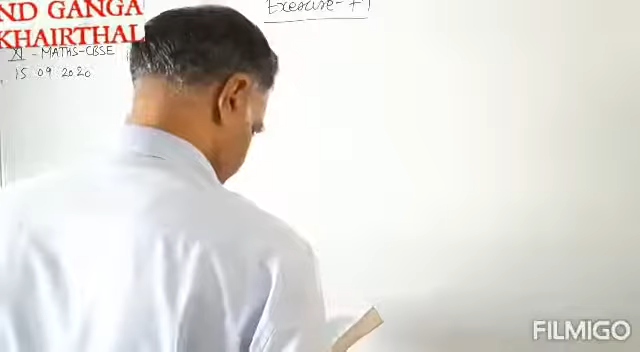 ND GANGA
KHAIRTHAL
XI - MATHS-CBSE
15 09 2020
Exercise-
FILMIGO